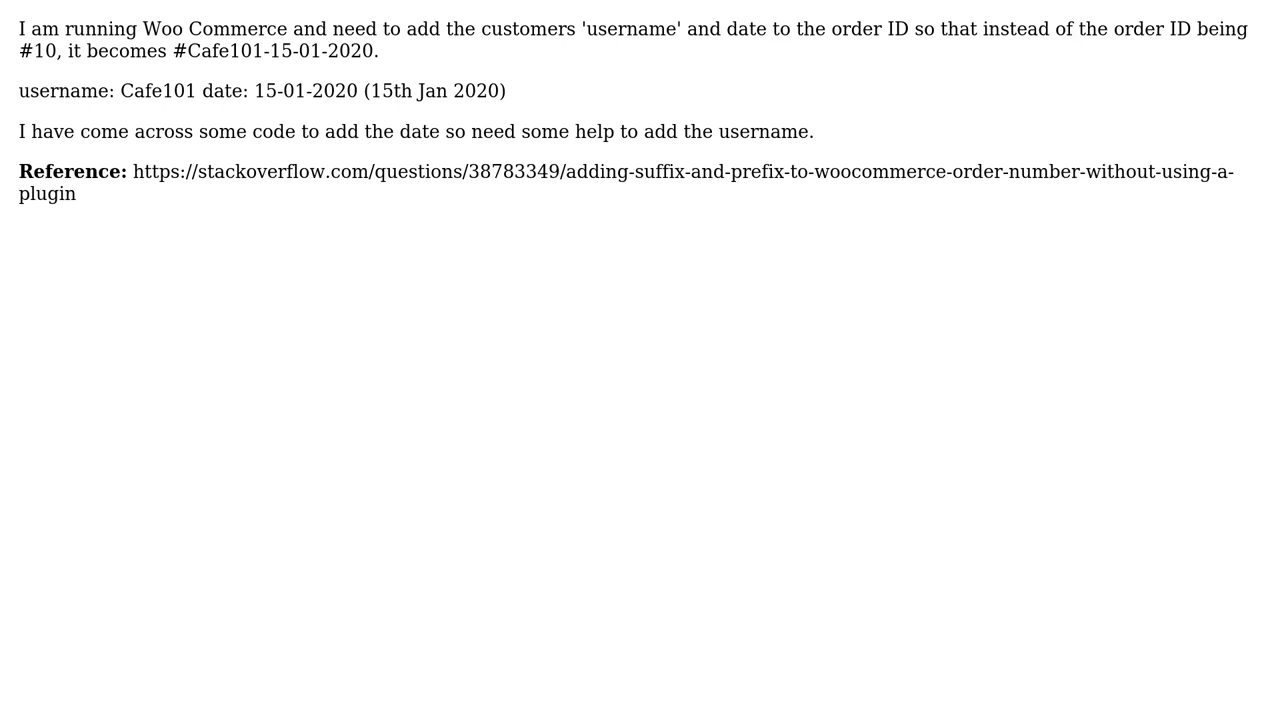 I am running Woo Commerce and need to add the customers 'username' and date to the order ID so that instead of the order ID being
#10, it becomes #Cafe101-15-01-2020.
username: Cafe101 date: 15-01-2020 (15th Jan 2020)
I have come across some code to add the date so need some help to add the username.
Reference: https://stackoverflow.com/questions/38783349/adding-suffix-and-prefix-to-woocommerce-order-number-without-using-a-
plugin